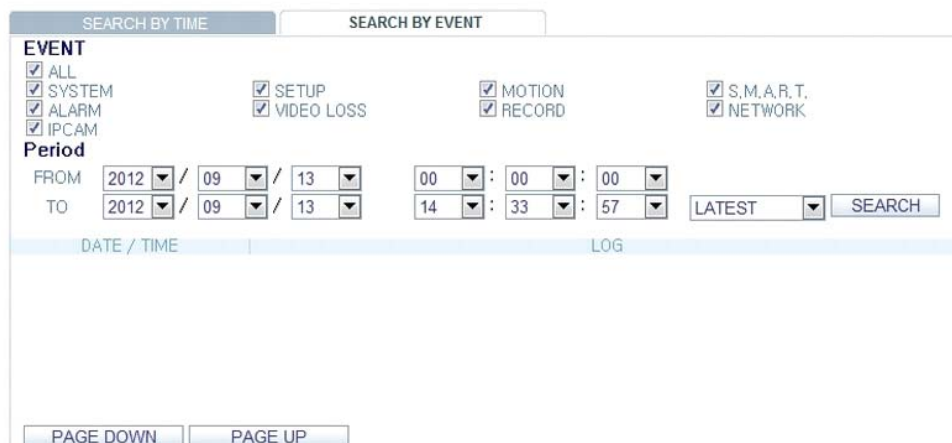 SEARCH BY TIME SEARCH BY EVENT
EVENT
ALL
SYSTEM SETUP MOTION S.M.A.R.T.
ALARM VIDEO LOSS RECORD NETWORK
IPCAM
Period
FROM 2012 / 09 / 13 00 : 00 : 00
TO 2012 / 09 / 13 14 : 33 : 57 LATEST SEARCH
DATE / TIME LOG
PAGE DOWN PAGE UP